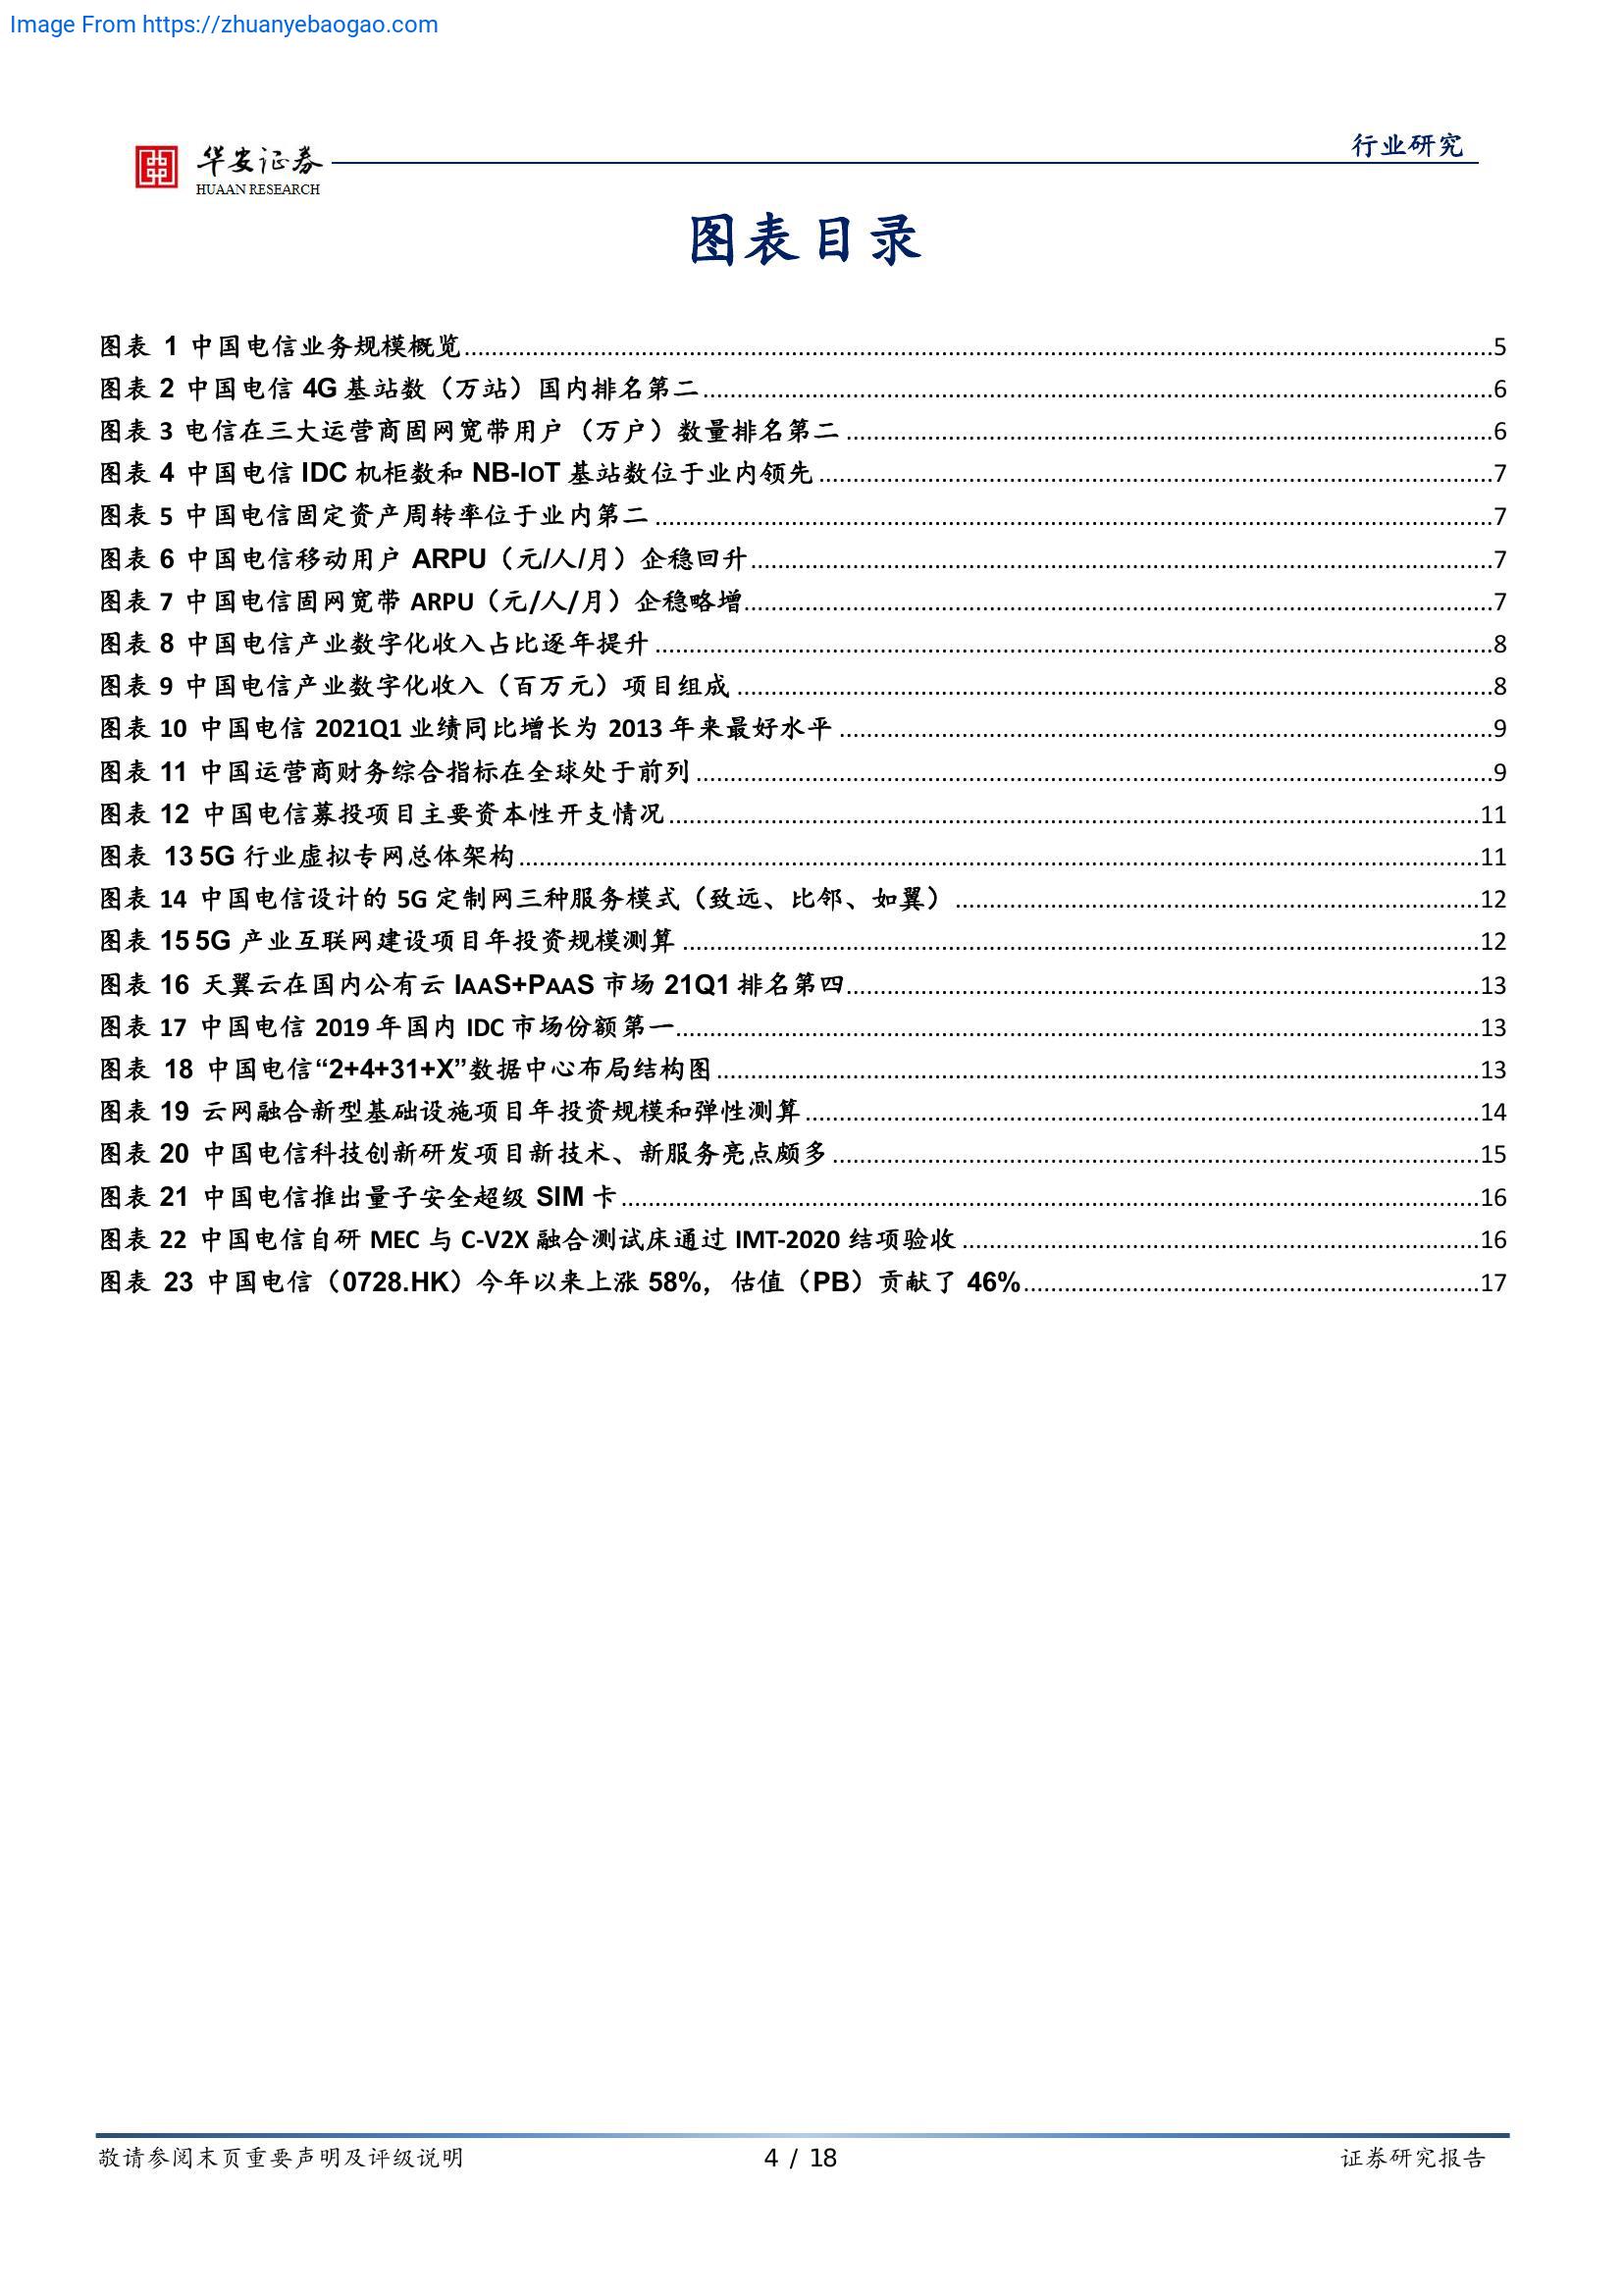 Image From https://zhuanyebaogao.com
行业研究
华安证券
HUAAN RESEARCH
图表目录
图表 1 中国电信业务规模概览.....5
图表 2 中国电信 4G 基站数（万站）国内排名第二.....6
图表 3 电信在三大运营商固网宽带用户（万户）数量排名第二.....6
图表 4 中国电信 IDC 机柜数和 NB-IOT 基站数位于业内领先.....7
图表 5 中国电信固定资产周转率位于业内第二.....7
图表 6 中国电信移动用户 ARPU（元/人/月）企稳回升.....7
图表 7 中国电信固网宽带 ARPU（元/人/月）企稳略增.....7
图表 8 中国电信产业数字化收入占比逐年提升.....8
图表 9 中国电信产业数字化收入（百万元）项目组成.....8
图表 10 中国电信 2021Q1 业绩同比增长为 2013 年来最好水平.....9
图表 11 中国运营商财务综合指标在全球处于前列.....9
图表 12 中国电信募投项目主要资本性开支情况.....11
图表 13 5G 行业虚拟专网总体架构.....11
图表 14 中国电信设计的 5G 定制网三种服务模式（致远、比邻、如翼）.....12
图表 15 5G 产业互联网建设项目年投资规模测算.....12
图表 16 天翼云在国内公有云 IAAS+PAAS 市场 21Q1 排名第四.....13
图表 17 中国电信 2019 年国内 IDC 市场份额第一.....13
图表 18 中国电信“2+4+31+X”数据中心布局结构图.....13
图表 19 云网融合新型基础设施项目年投资规模和弹性测算.....14
图表 20 中国电信科技创新研发项目新技术、新服务亮点颇多.....15
图表 21 中国电信推出量子安全超级 SIM 卡.....16
图表 22 中国电信自研 MEC 与 C-V2X 融合测试床通过 IMT-2020 结项验收.....16
图表 23 中国电信（0728.HK）今年以来上涨 58%，估值（PB）贡献了 46%.....17
敬请参阅末页重要声明及评级说明
4 / 18
证券研究报告